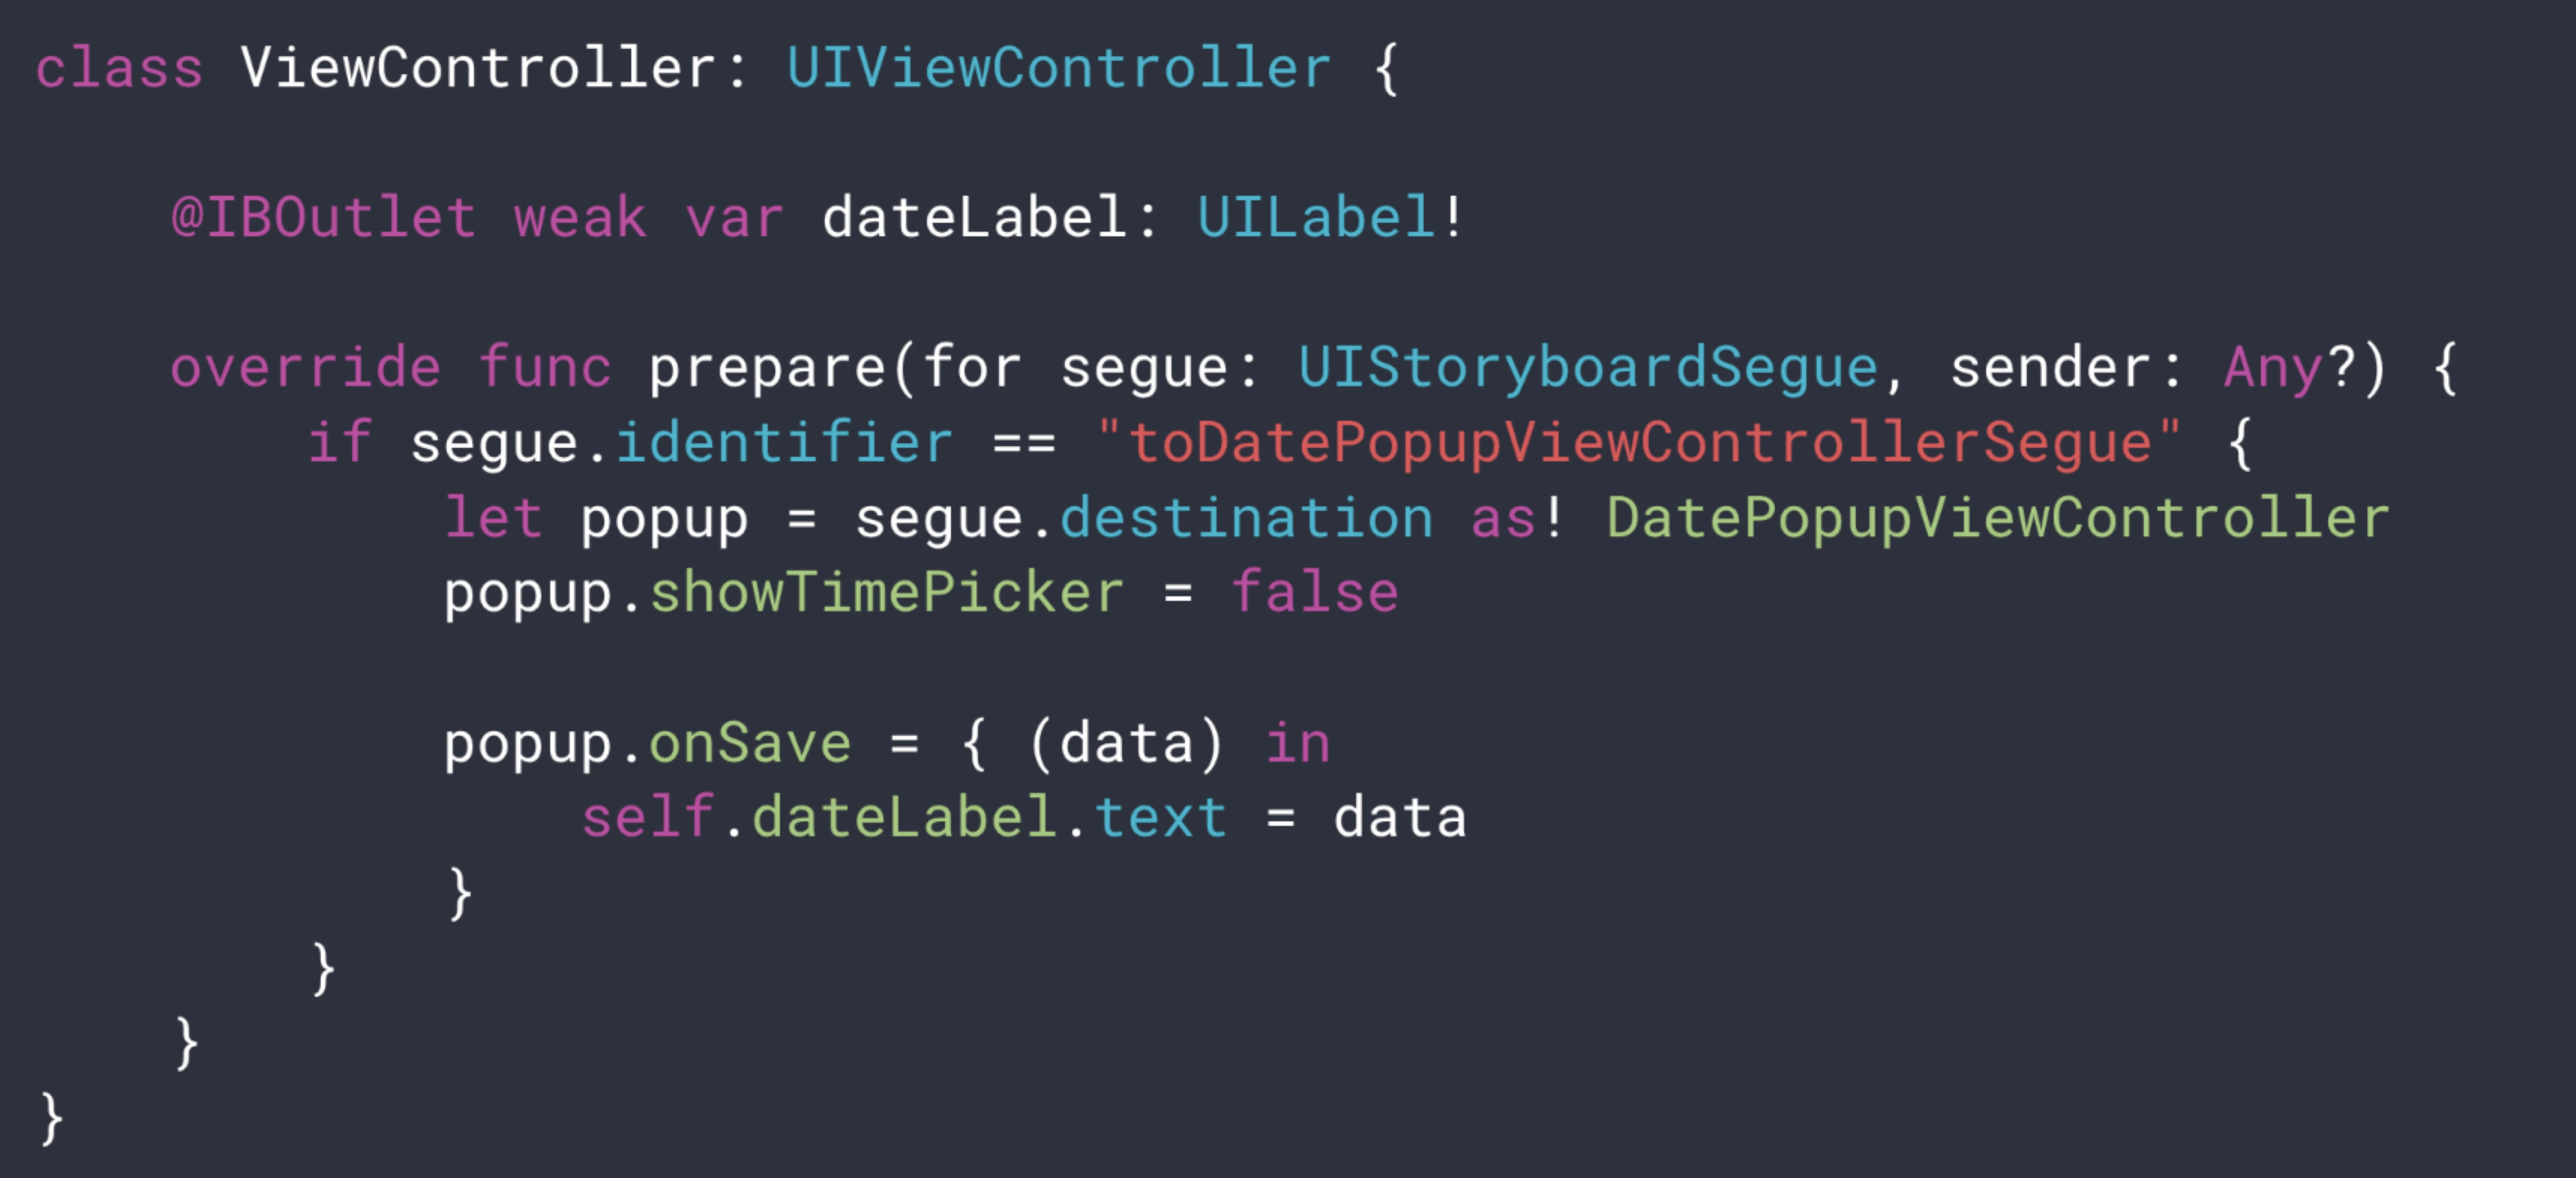 class ViewController: UIViewController {
@IBOutlet weak var dateLabel: UILabel!
override func prepare(for segue: UIStoryboardSegue, sender: Any?) {
if segue.identifier == "toDatePopupViewControllerSegue" {
let popup = segue.destination as! DatePopupViewController
popup.showTimePicker = false
popup.onSave = { (data) in
self.dateLabel.text = data
}
}
}
}